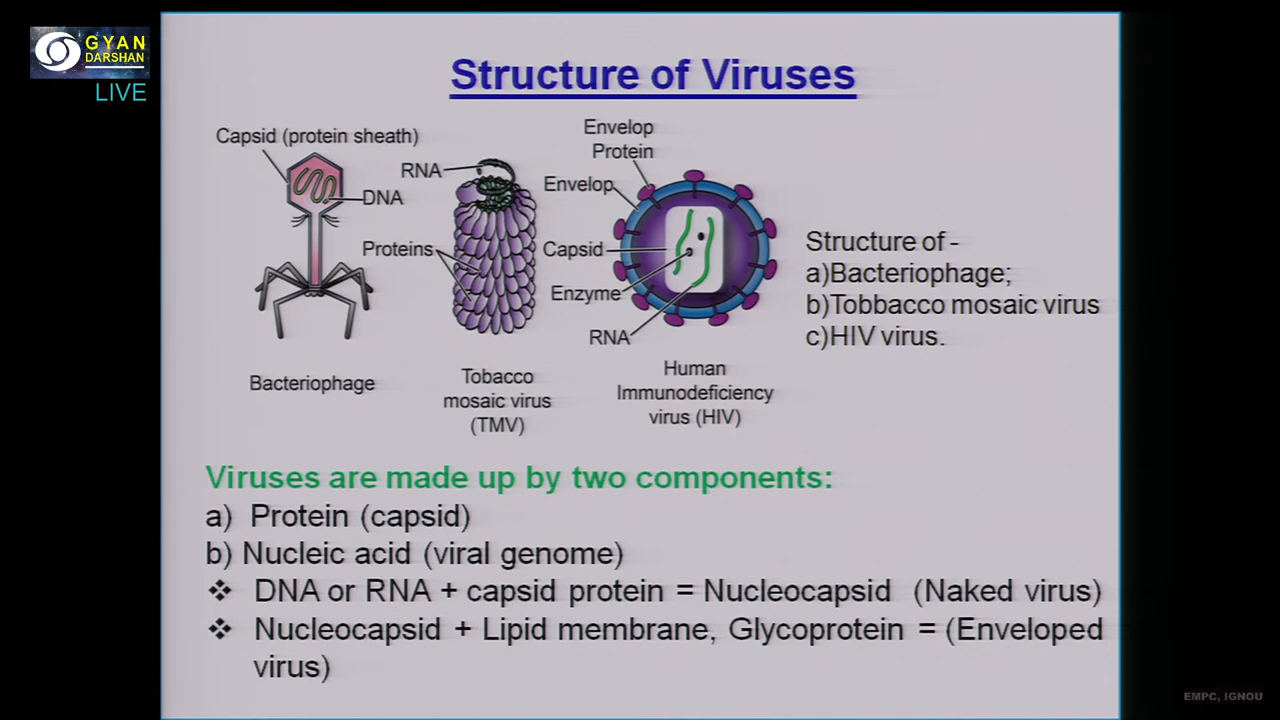 GYAN
DARSHAN
LIVE
Structure of Viruses
Capsid (protein sheath)
DNA
Bacteriophage
RNA
Proteins
Tobacco
mosaic virus
(TMV)
Envelop
Protein
Envelop
Capsid
Enzyme
RNA
Human
Immunodeficiency
virus (HIV)
Structure of -
a)Bacteriophage;
b)Tobbacco mosaic virus
c)HIV virus.
Viruses are made up by two components:
a) Protein (capsid)
b) Nucleic acid (viral genome)
❖ DNA or RNA + capsid protein = Nucleocapsid (Naked virus)
❖ Nucleocapsid + Lipid membrane, Glycoprotein = (Enveloped
virus)
EMPC, IGNOU